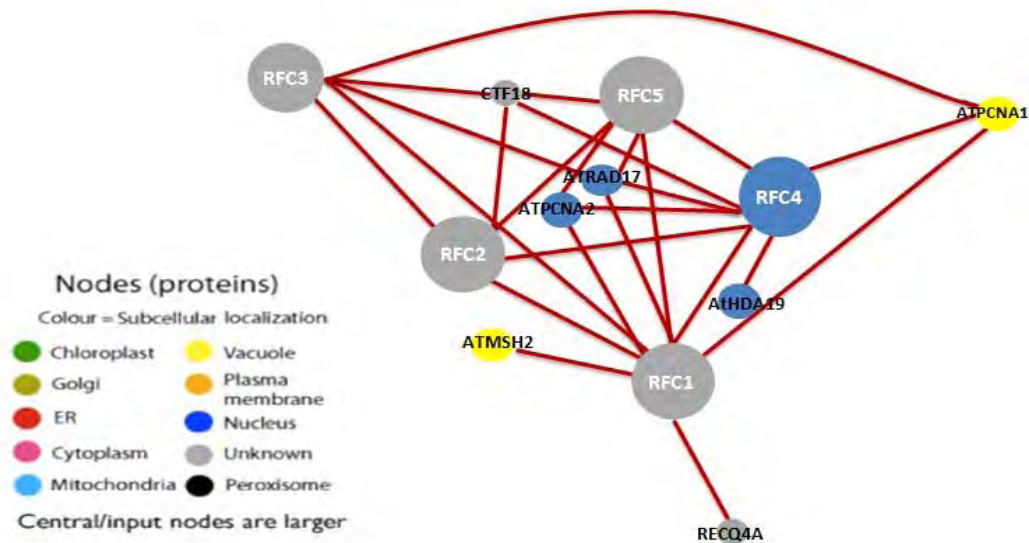 RFC3
CTF18
RFC5
ATPCNA1
AtRAD17
RFC4
ATPCNA2
RFC2
Nodes (proteins)
Colour = Subcellular localization
AtHDA19
Chloroplast
Vacuole
ATMSH2
Golgi
Plasma
membrane
RFC1
ER
Nucleus
Cytoplasm
Unknown
Mitochondria
Peroxisome
Central/input nodes are larger
RECQ4A